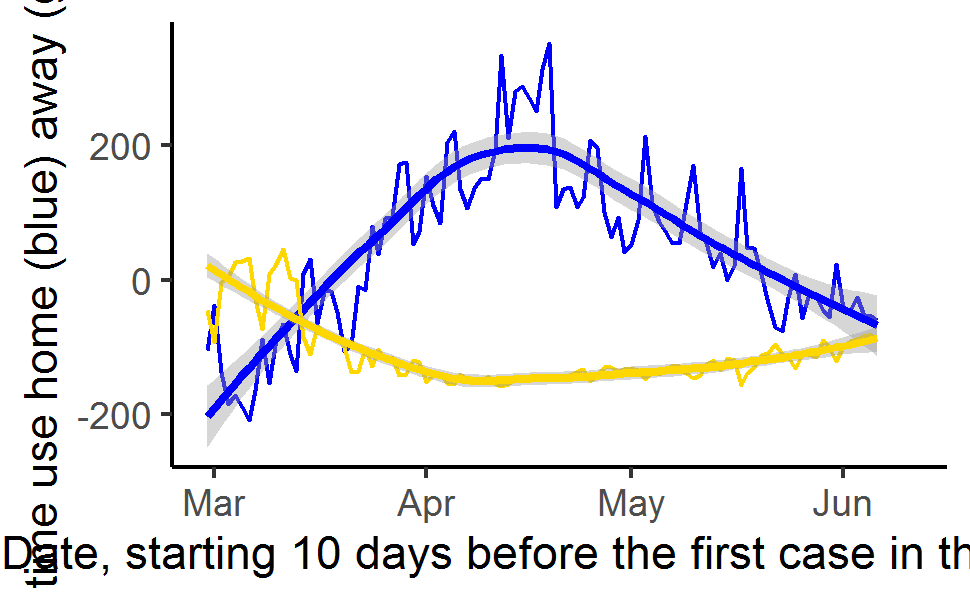 time use home (blue) away (
200
0
-200
Mar Apr May Jun
Date, starting 10 days before the first case in th